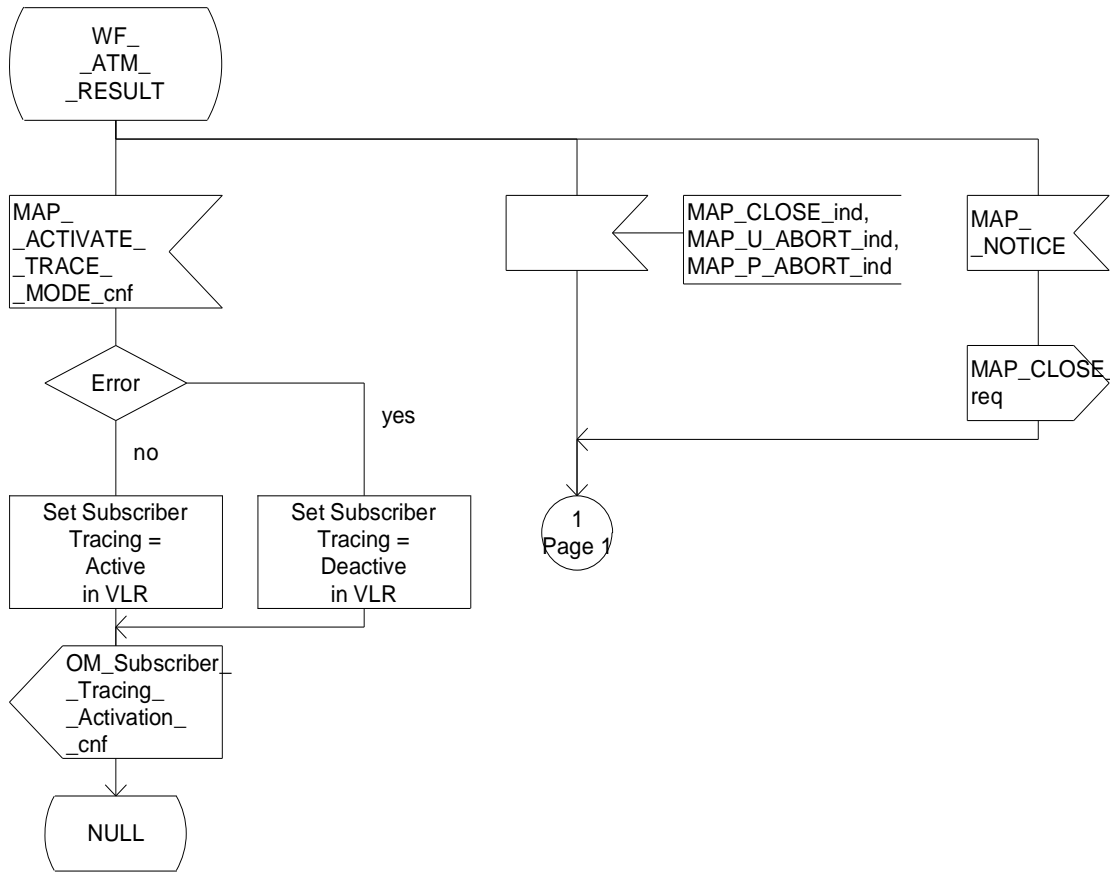 WF_
_ATM_
_RESULT
MAP_
_ACTIVATE_
_TRACE_
_MODE_cnf
MAP_CLOSE_ind,
MAP_U_ABORT_ind,
MAP_P_ABORT_ind
MAP_
_NOTICE
MAP_CLOSE_
req
Error
yes
no
Set Subscriber
Tracing =
Active
in VLR
Set Subscriber
Tracing =
Deactive
in VLR
1
Page 1
OM_Subscriber_
_Tracing_
_Activation_
_cnf
NULL